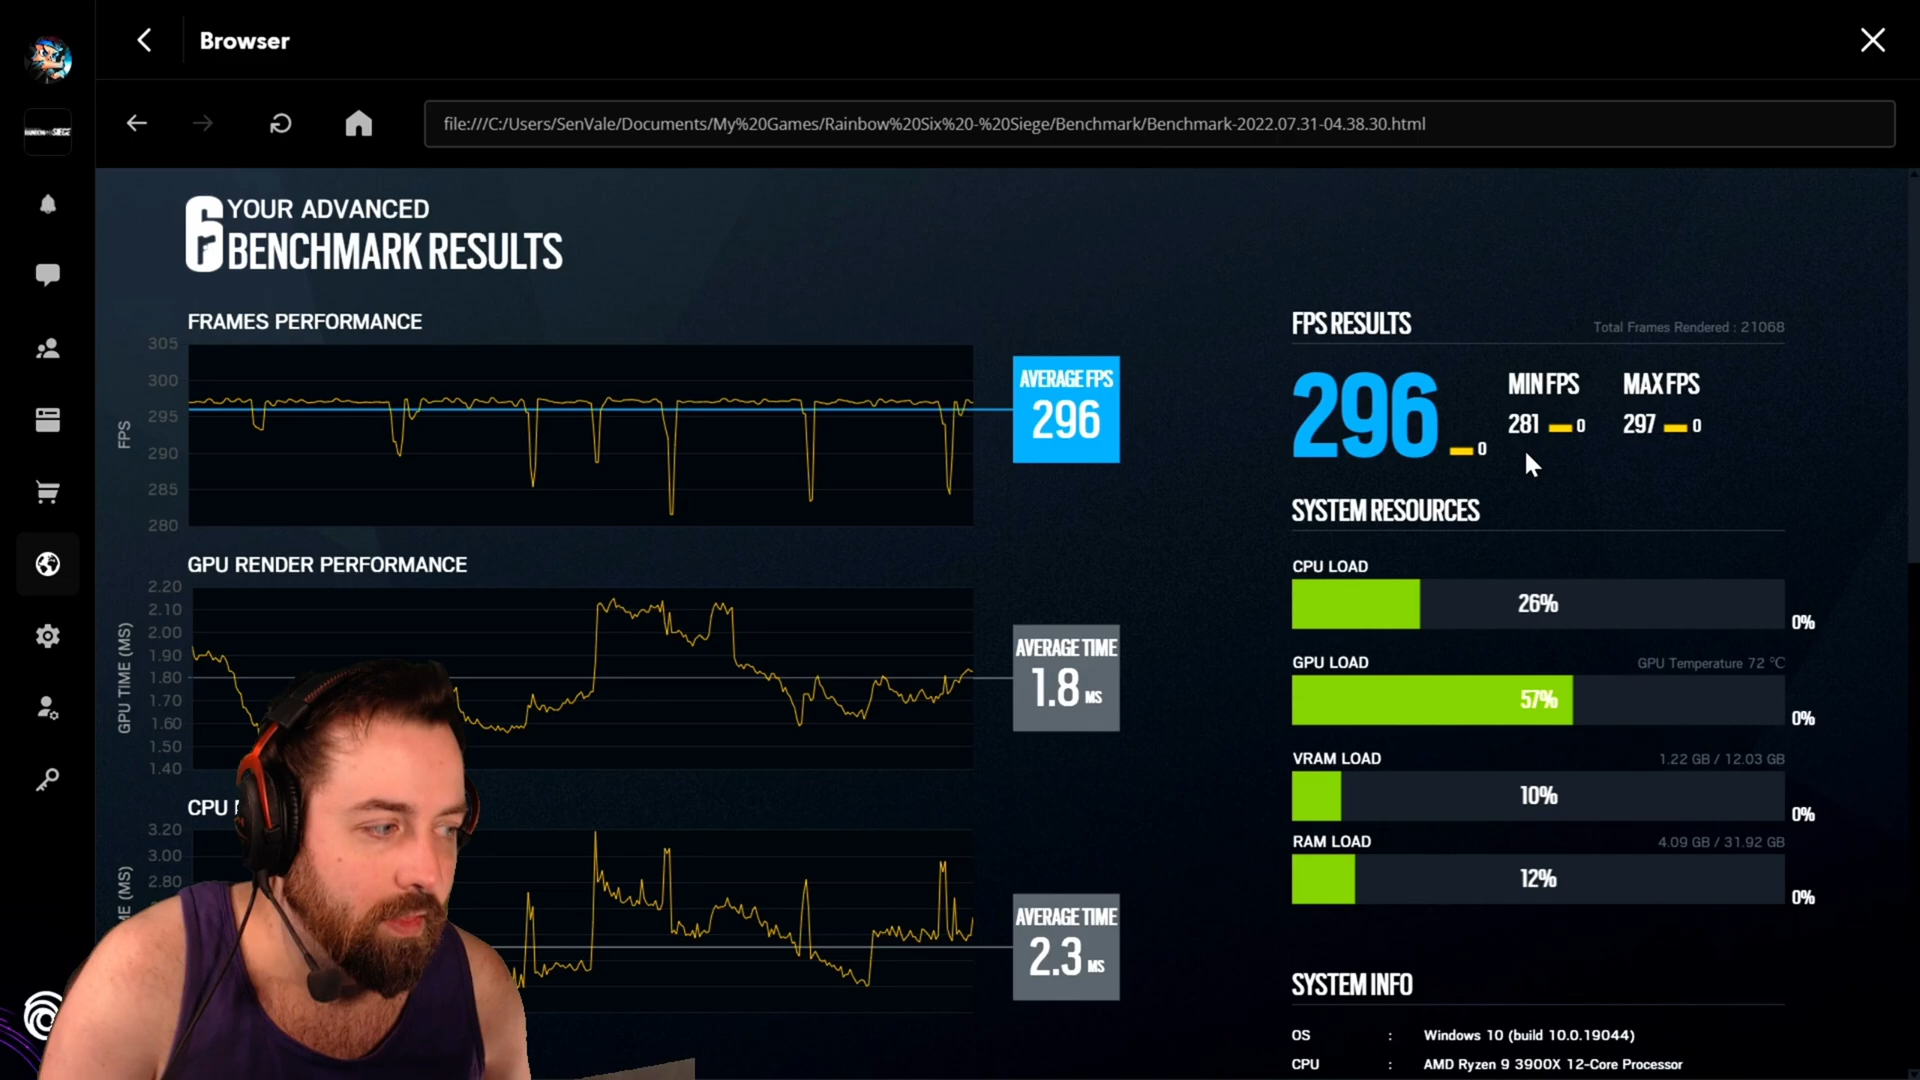 Browser
file:///C:/Users/SenVale/Documents/My%20Games/Rainbow%20Six%20-%20Siege/Benchmark/Benchmark-2022.07.31-04.38.30.html
YOUR ADVANCED
BENCHMARK RESULTS
FRAMES PERFORMANCE
305
300
295
290
285
280
FPS
AVERAGE FPS
296
FPS RESULTS
Total Frames Rendered : 21068
296
0
MIN FPS
281 0
MAX FPS
297 0
GPU RENDER PERFORMANCE
2.20
2.10
2.00
1.90
1.80
1.70
1.60
1.50
1.40
GPU TIME (MS)
AVERAGE TIME
1.8 MS
SYSTEM RESOURCES
CPU LOAD
26%
0%
GPU LOAD
GPU Temperature 72 °C
57%
0%
VRAM LOAD
1.22 GB / 12.03 GB
10%
0%
RAM LOAD
4.09 GB / 31.92 GB
12%
0%
CPU
3.20
3.00
2.80
(MS)
AVERAGE TIME
2.3 MS
SYSTEM INFO
OS : Windows 10 (build 10.0.19044)
CPU : AMD Ryzen 9 3900X 12-Core Processor